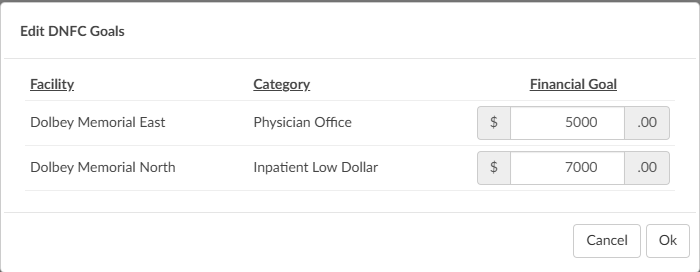 Edit DNFC Goals
Facility Category Financial Goal
Dolbey Memorial East Physician Office $ 5000 .00
Dolbey Memorial North Inpatient Low Dollar $ 7000 .00
Cancel Ok